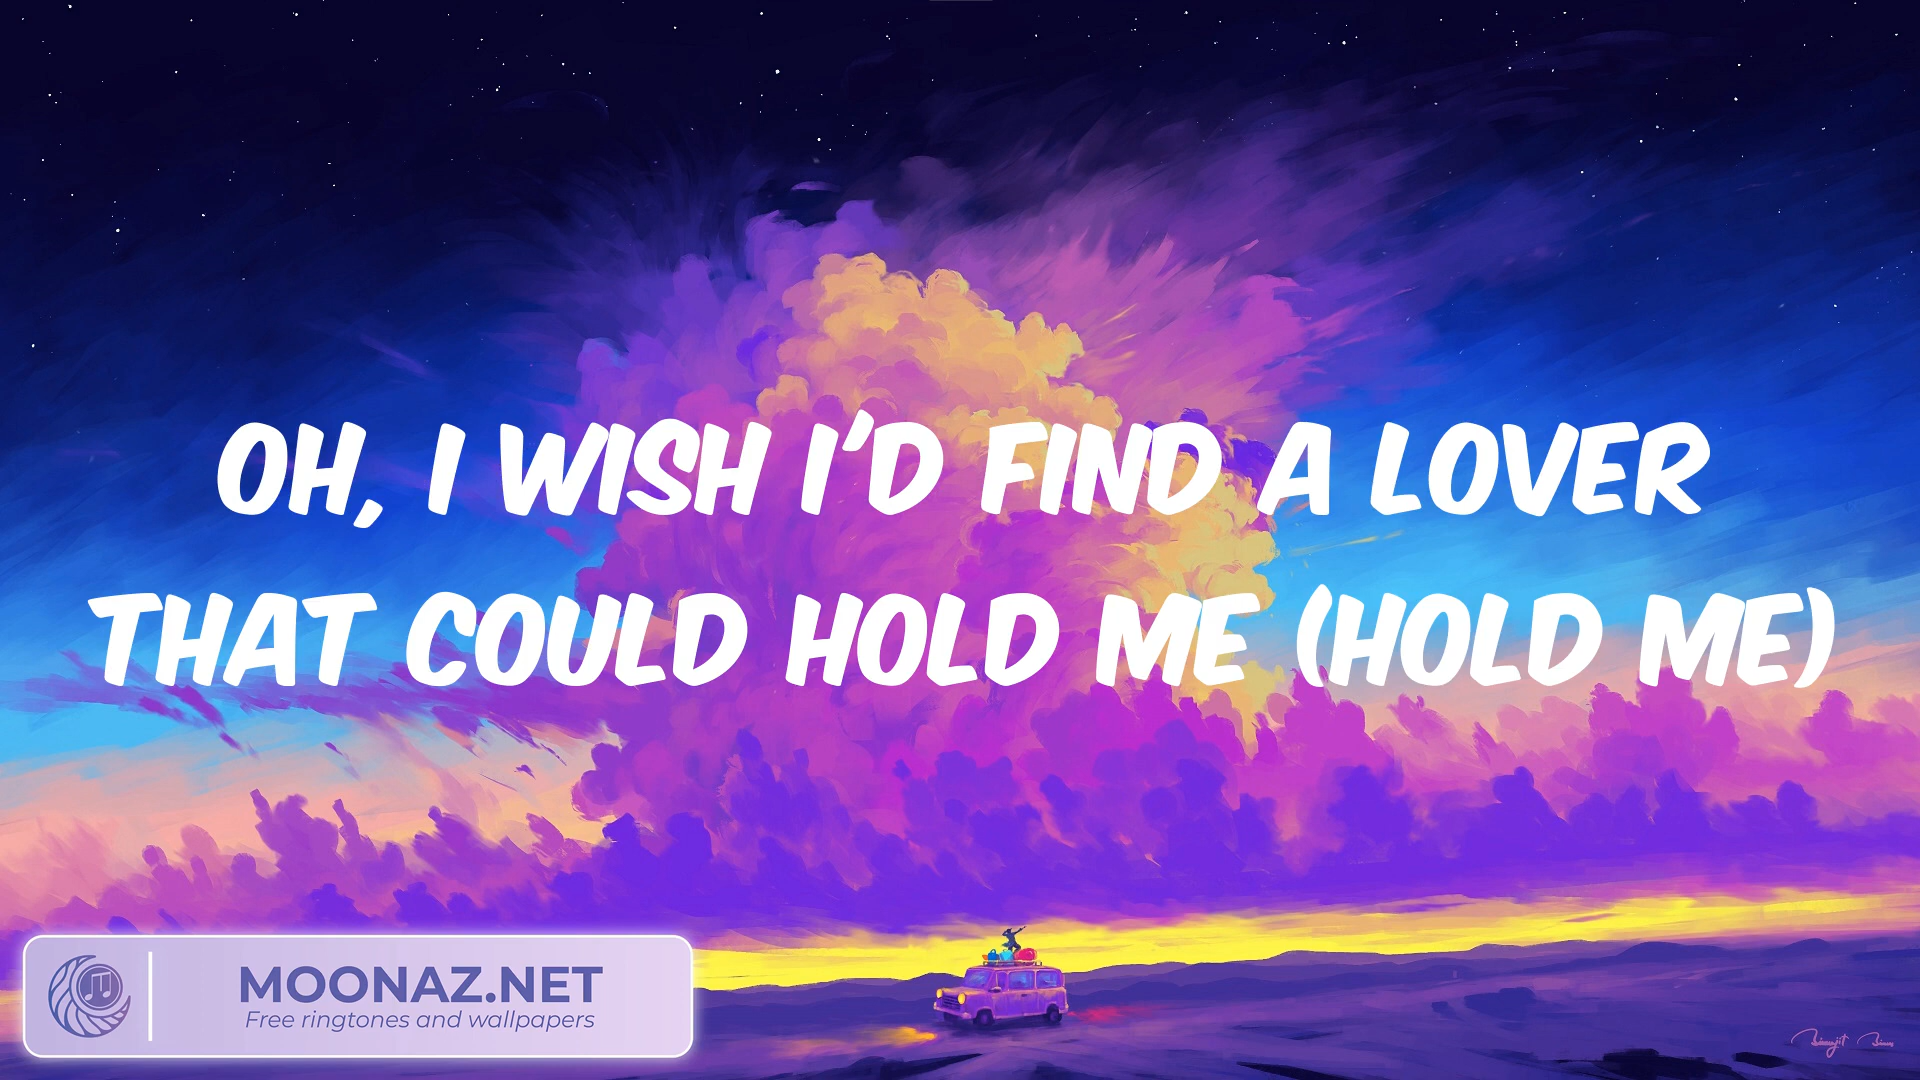 OH, I WISH I'D FIND A LOVER
THAT COULD HOLD ME (HOLD ME)
MOONAZ.NET
Free ringtones and wallpapers